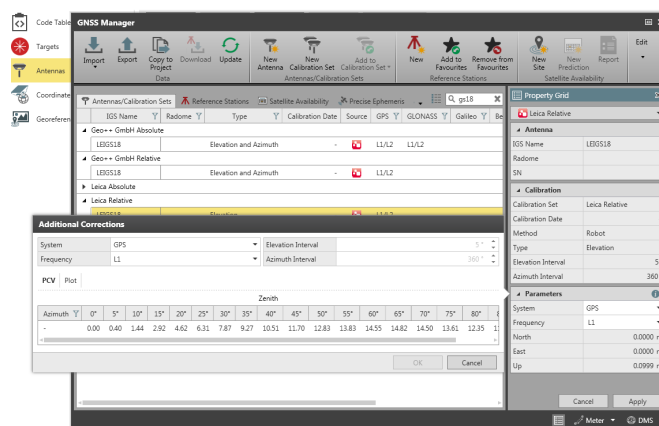 Code Table
Targets
Antennas
Coordinate
Georeferen
GNSS Manager
Import
Export
Copy to Project
Download
Update
Data
New Antenna
New Calibration Set
Add to Calibration Set
Antennas/Calibration Sets
New
Add to Favourites
Remove from Favourites
Reference Stations
New Site
New Prediction
Report
Satellite Availability
Edit
Antennas/Calibration Sets
Reference Stations
Satellite Availability
Precise Ephemeris
gs18
IGS Name Radome Type Calibration Date Source GPS GLONASS Galileo Be
Geo++ GmbH Absolute
LEIGS18 Elevation and Azimuth - L1/L2 L1/L2
Geo++ GmbH Relative
LEIGS18 Elevation and Azimuth - L1/L2
Leica Absolute
Leica Relative
LEIGS18 Elevation L1/L2
Additional Corrections
System GPS Elevation Interval 5 °
Frequency L1 Azimuth Interval 360 °
PCV Plot
Zenith
Azimuth 0° 5° 10° 15° 20° 25° 30° 35° 40° 45° 50° 55° 60° 65° 70° 75° 80° 8
- 0.00 0.40 1.44 2.92 4.62 6.31 7.87 9.27 10.51 11.70 12.83 13.83 14.55 14.82 14.50 13.61 12.35 1
OK Cancel
Property Grid
Leica Relative
Antenna
IGS Name LEIGS18
Radome
SN
Calibration
Calibration Set Leica Relative
Calibration Date
Method Robot
Type Elevation
Elevation Interval 5
Azimuth Interval 360
Parameters
System GPS
Frequency L1
North 0.0000
East 0.0000
Up 0.0999
Cancel Apply
Meter DMS